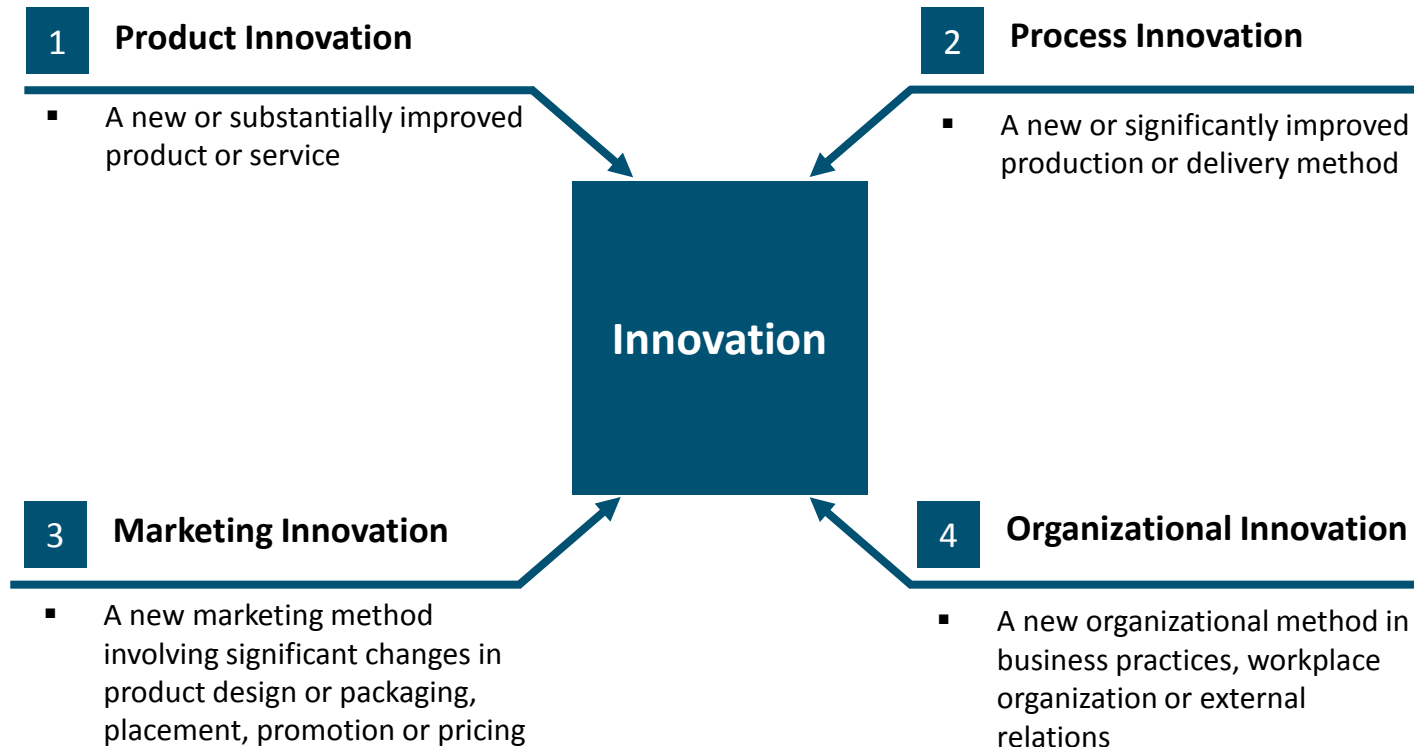 1 Product Innovation
▪ A new or substantially improved
product or service
2 Process Innovation
▪ A new or significantly improved
production or delivery method
Innovation
3 Marketing Innovation
▪ A new marketing method
involving significant changes in
product design or packaging,
placement, promotion or pricing
4 Organizational Innovation
▪ A new organizational method in
business practices, workplace
organization or external
relations